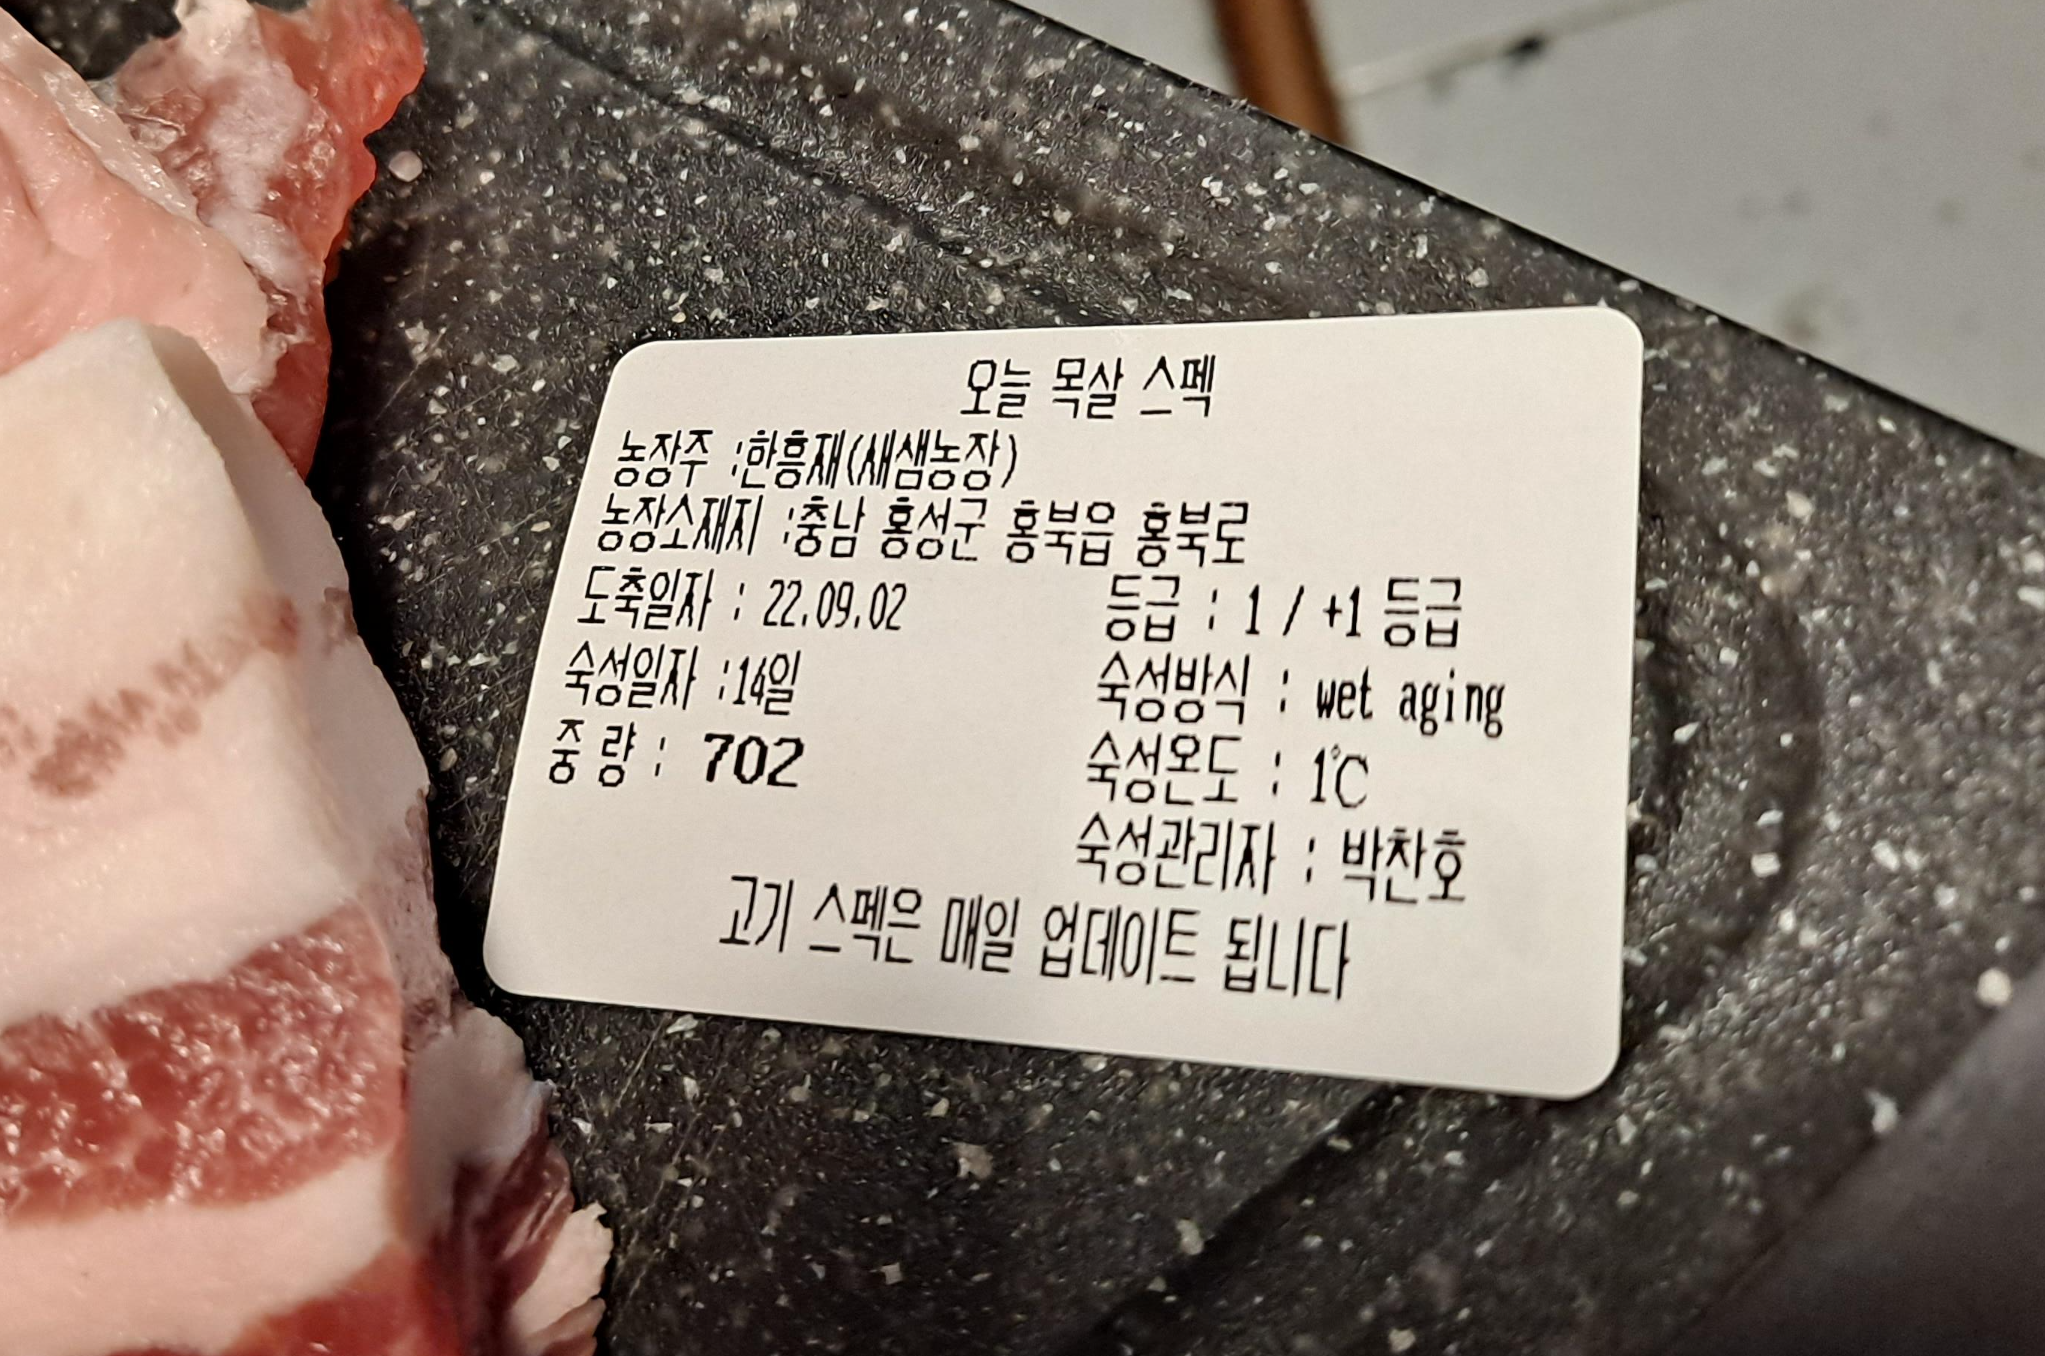 오늘 목살 스펙
농장주 :한흥재(새샘농장)
농장소재지 :충남 홍성군 홍북읍 홍북로
도축일자 : 22.09.02 등급 : 1 / +1 등급
숙성일자 :14일 숙성방식 : wet aging
중 량 : 702 숙성온도 : 1℃
숙성관리자 : 박찬호
고기 스펙은 매일 업데이트 됩니다